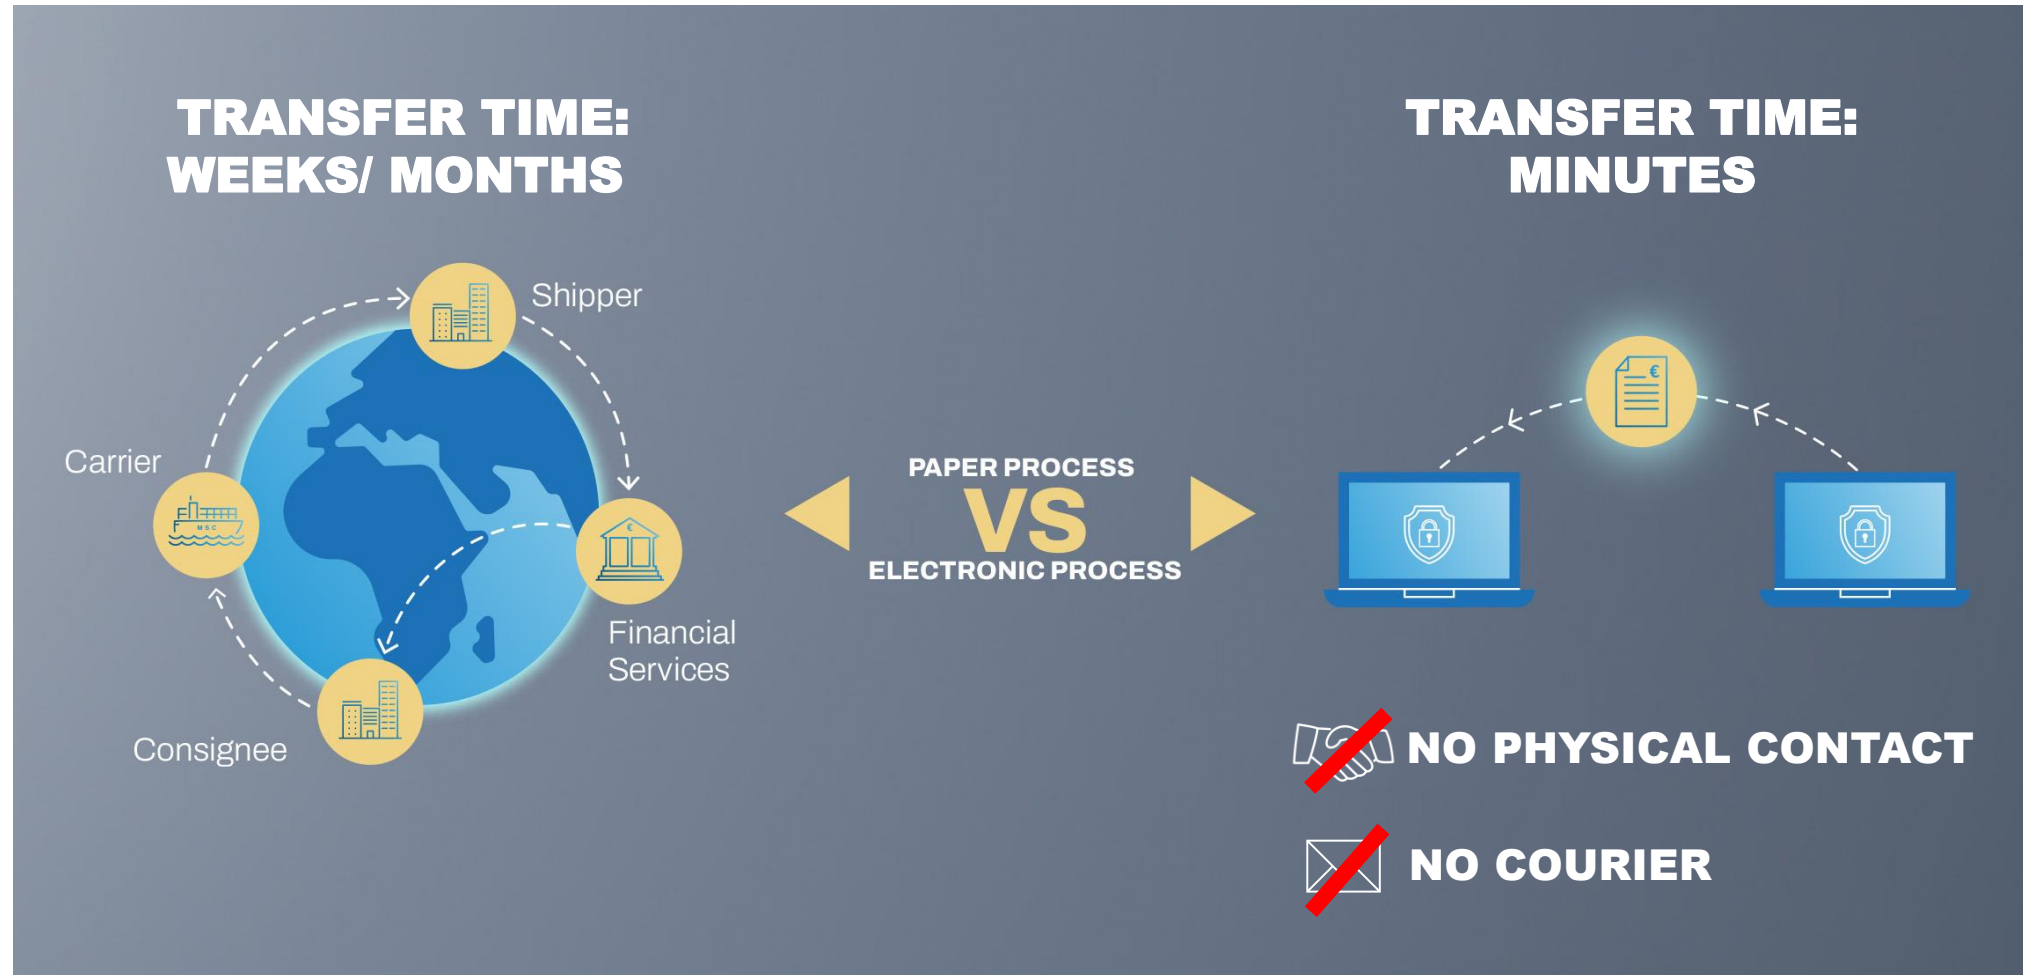 TRANSFER TIME:
WEEKS/ MONTHS
Shipper
Carrier
MSC
€
Financial
Services
Consignee
PAPER PROCESS
VS
ELECTRONIC PROCESS
TRANSFER TIME:
MINUTES
€
NO PHYSICAL CONTACT
NO COURIER